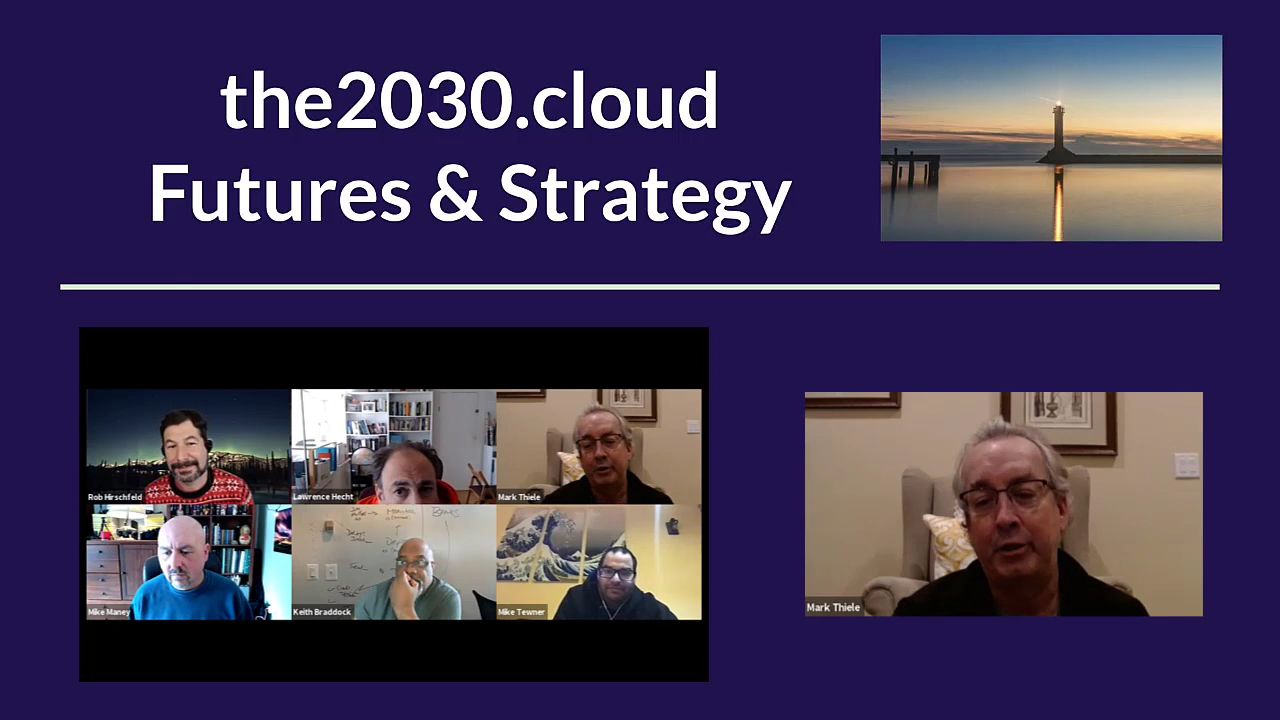 the2030.cloud
Futures & Strategy
Rob Hirschfeld
Lawrence Hecht
Mark Thiele
Mike Maney
Keith Braddock
Mike Tewner
Mark Thiele